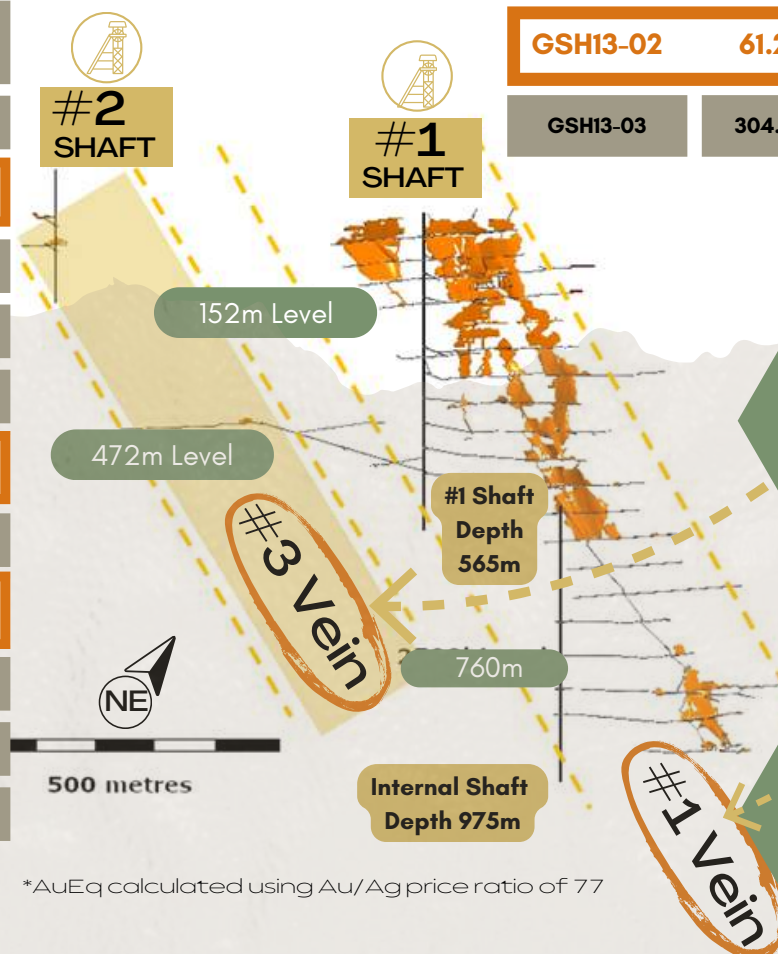 GSH13-02 61.2
#2
SHAFT
#1
SHAFT
GSH13-03 304.
152m Level
472m Level
#1 Shaft
Depth
565m
#3 Vein
760m
NE
500 metres
Internal Shaft
Depth 975m
#1 Vein
*AuEq calculated using Au/Ag price ratio of 77